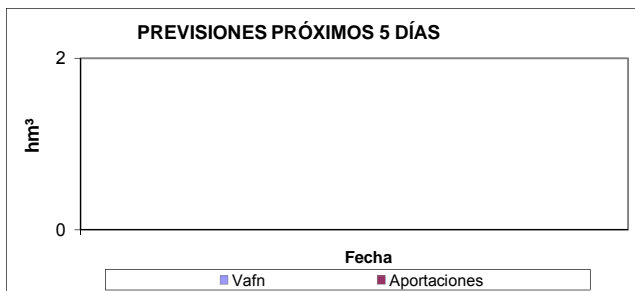 PREVISIONES PRÓXIMOS 5 DÍAS
2
hm³
0
Fecha
Vafn Aportaciones